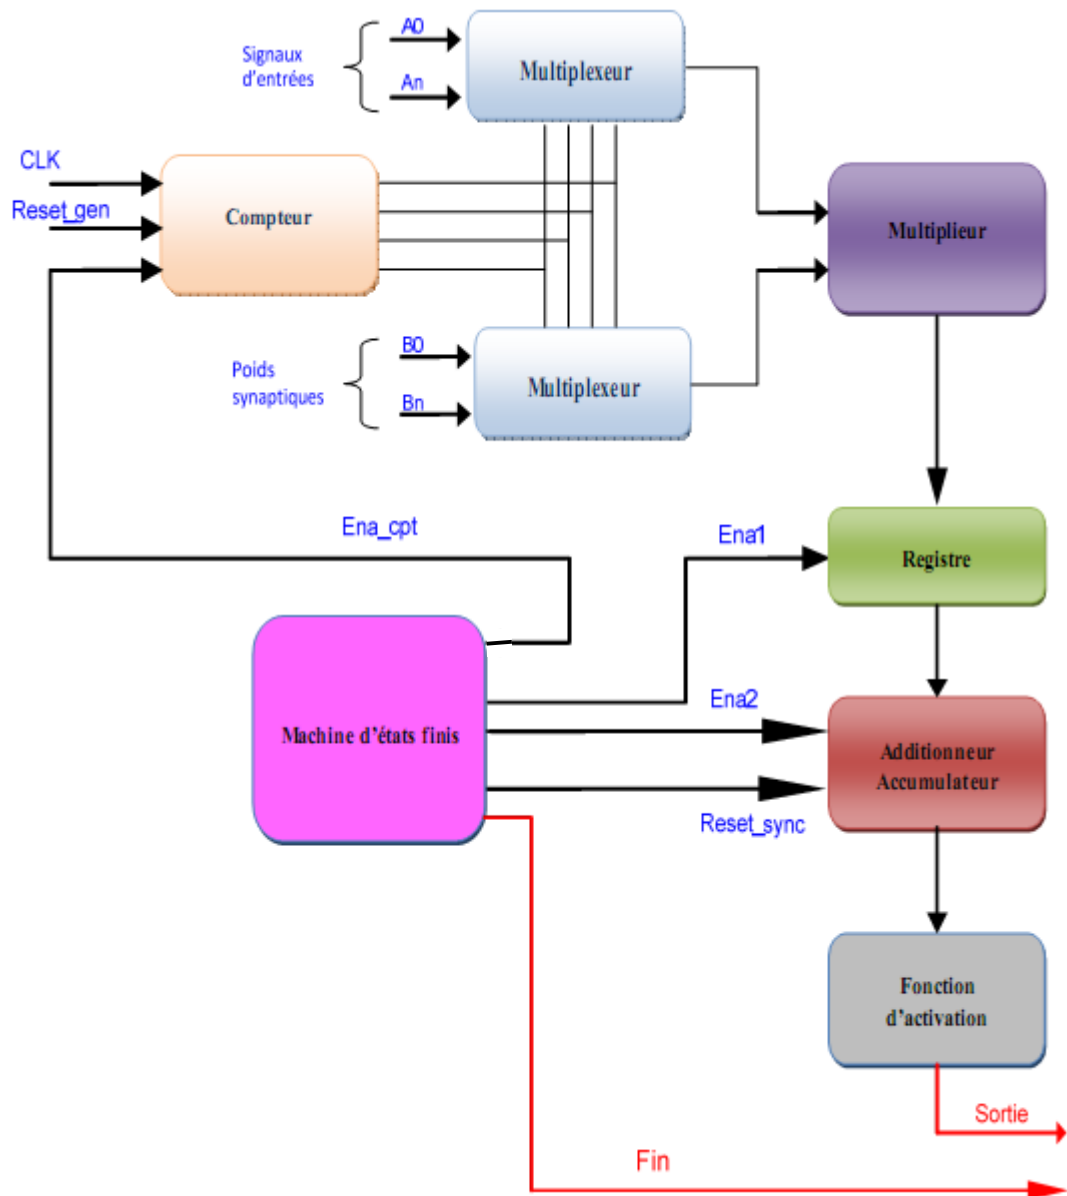 A0
Signaux
d'entrées
An
Multiplexeur
CLK
Reset_gen
Compteur
Multiplieur
B0
Poids
synaptiques
Bn
Multiplexeur
Ena_cpt
Ena1
Registre
Machine d'états finis
Ena2
Additionneur
Accumulateur
Reset_sync
Fonction
d'activation
Sortie
Fin